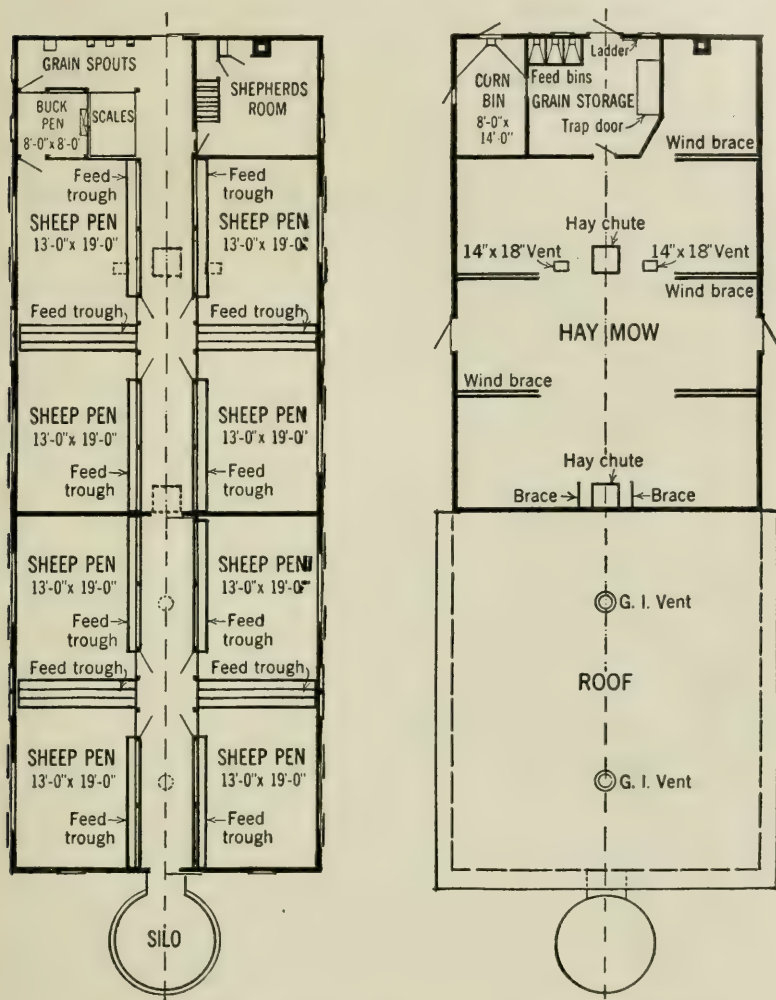 GRAIN SPOUTS
SHEPHERDS
ROOM
BUCK
PEN
8'-0"x 8'-0"
SCALES
Feed
trough
Feed
trough
SHEEP PEN
13'-0"x 19'-0"
SHEEP PEN
13'-0"x 19'-0"
Feed trough
Feed trough
SHEEP PEN
13'-0"x 19'-0"
SHEEP PEN
13'-0"x 19'-0"
Feed
trough
Feed
trough
SHEEP PEN
13'-0"x 19'-0"
SHEEP PEN
13'-0"x 19'-0"
Feed
trough
Feed
trough
Feed trough
Feed trough
SHEEP PEN
13'-0"x 19'-0"
SHEEP PEN
13'-0"x 19'-0"
Feed
trough
Feed
trough
SILO
Ladder
CORN
BIN
8'-0"x
14'-0"
Feed bins
GRAIN STORAGE
Trap door
Wind brace
Hay chute
14"x 18"Vent
14"x 18"Vent
Wind brace
HAY MOW
Wind brace
Hay chute
Brace
Brace
G. I. Vent
ROOF
G. I. Vent